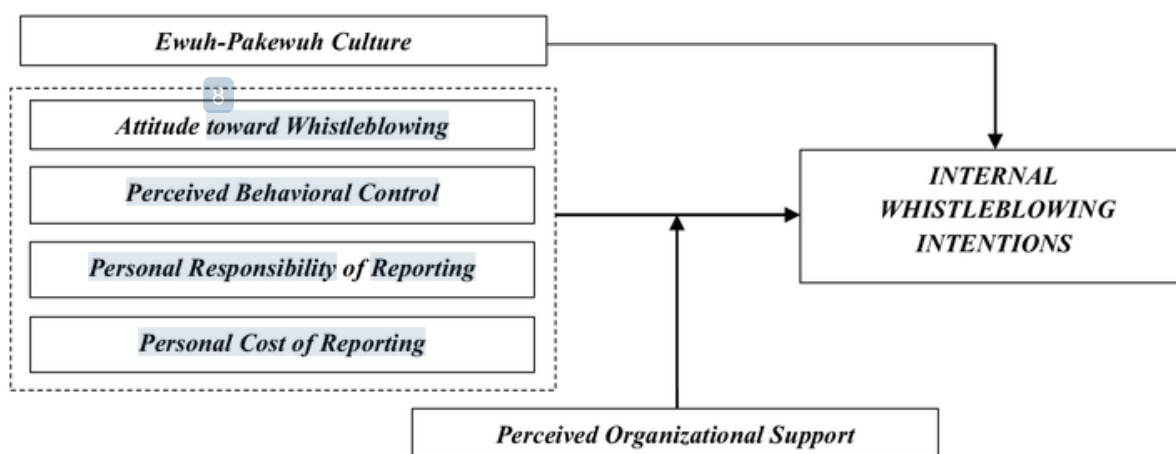 Ewuh-Pakewuh Culture
8
Attitude toward Whistleblowing
Perceived Behavioral Control
Personal Responsibility of Reporting
Personal Cost of Reporting
INTERNAL
WHISTLEBLOWING
INTENTIONS
Perceived Organizational Support